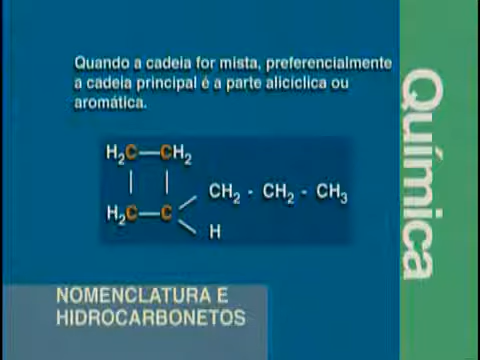 Quando a cadeia for mista, preferencialmente
a cadeia principal é a parte alicíclica ou
aromática.
H₂C—CH₂
H₂C—C
CH₂ - CH₂ - CH₃
H
NOMENCLATURA E
HIDROCARBONETOS
Química